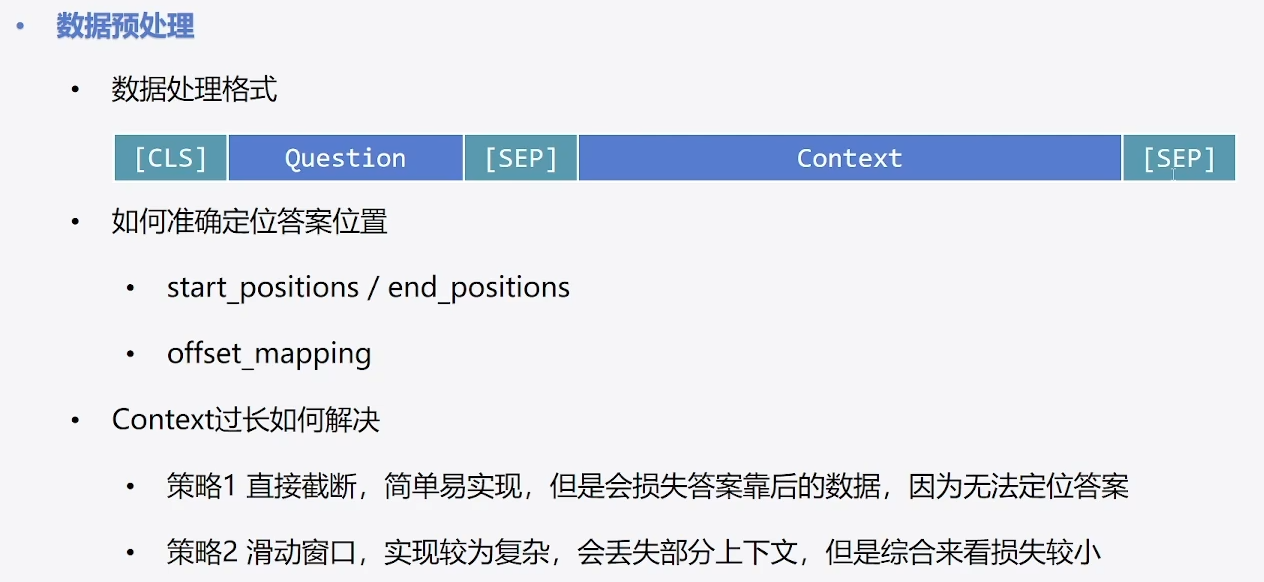 数据预处理
数据处理格式
[CLS] Question [SEP] Context [SEP]
如何准确定位答案位置
start_positions / end_positions
offset_mapping
Context过长如何解决
策略1 直接截断，简单易实现，但是会损失答案靠后的数据，因为无法定位答案
策略2 滑动窗口，实现较为复杂，会丢失部分上下文，但是综合来看损失较小